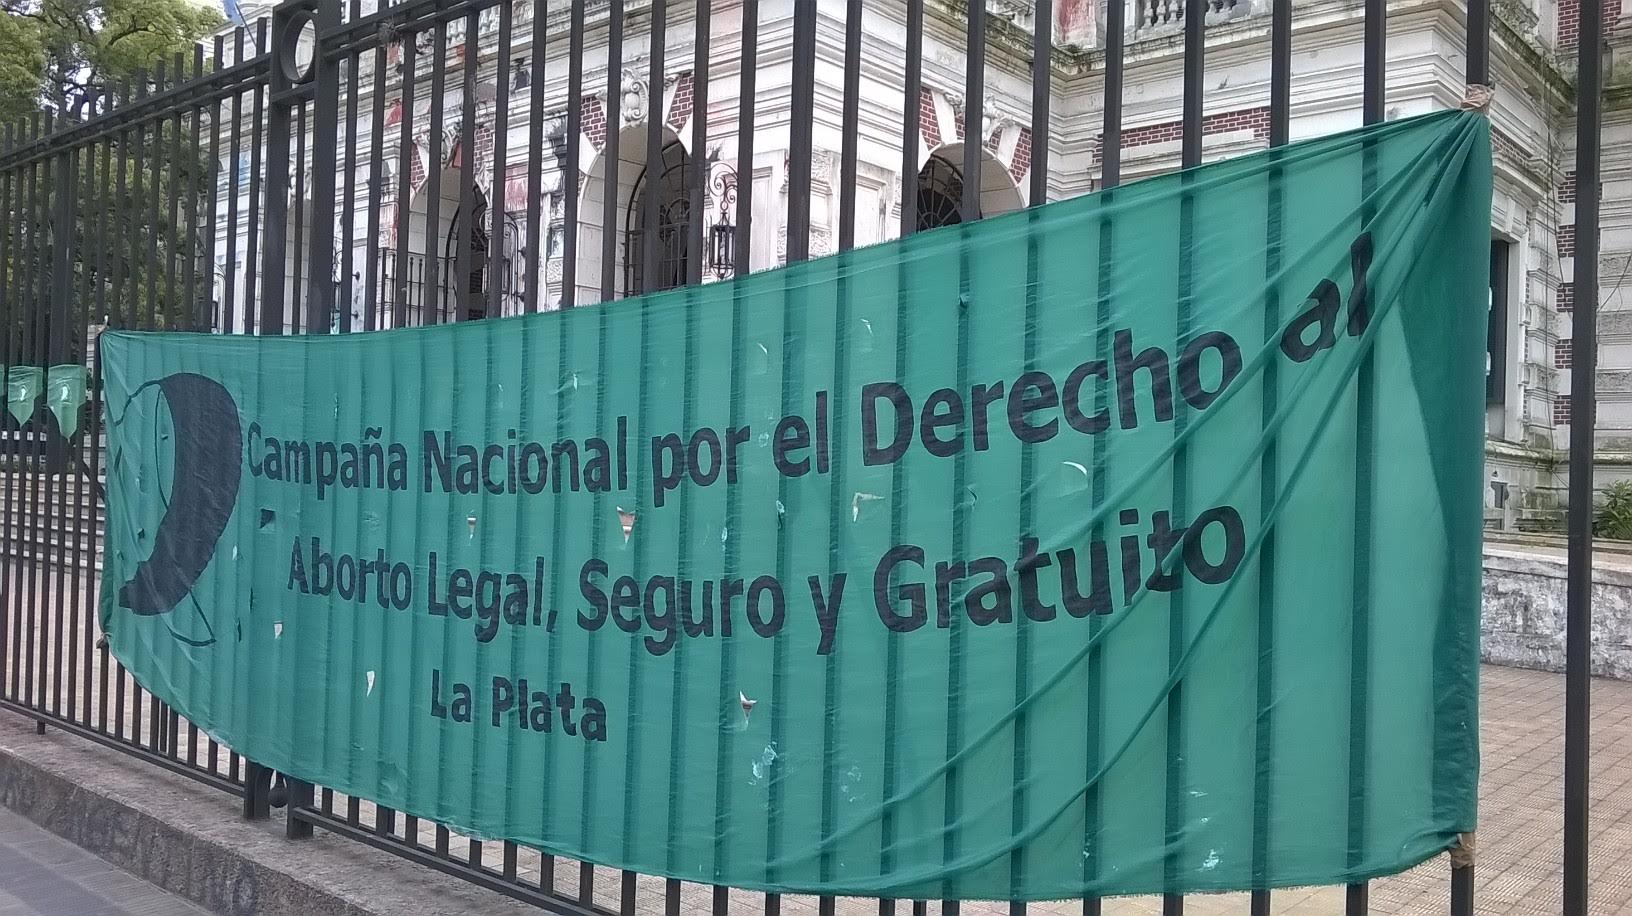 Campaña Nacional por el Derecho al
Aborto Legal, Seguro y Gratuito
La Plata